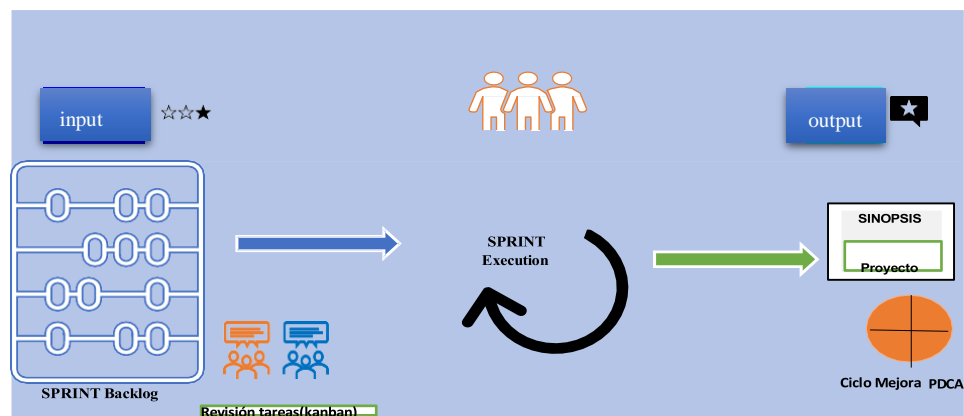 input
output
SPRINT
Execution
SINOPSIS
Proyecto
SPRINT Backlog
Ciclo Mejora PDCA
Revisión tareas(kanban)